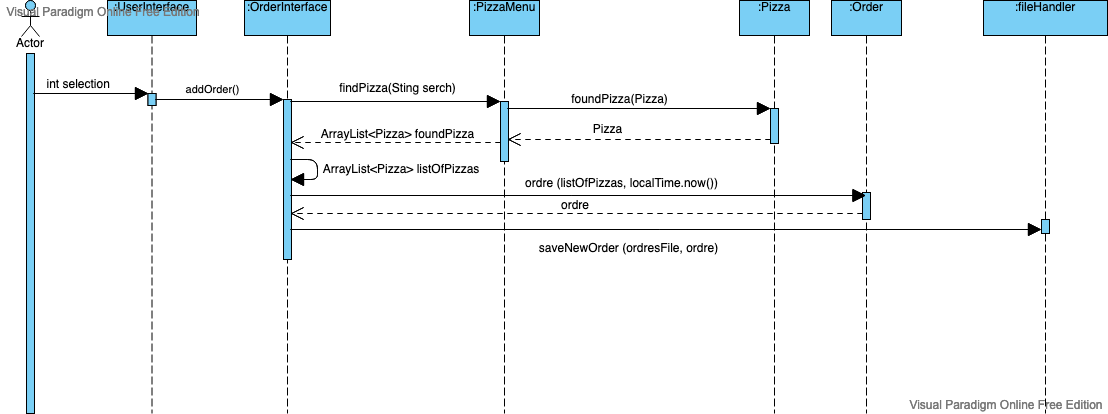 Visual Paradigm Online Free Edition
:UserInterface
:OrderInterface
:PizzaMenu
:Pizza
:Order
:fileHandler
Actor
int selection
addOrder()
findPizza(Sting serch)
foundPizza(Pizza)
Pizza
ArrayList<Pizza> foundPizza
ArrayList<Pizza> listOfPizzas
ordre (listOfPizzas, localTime.now())
ordre
saveNewOrder (ordresFile, ordre)
Visual Paradigm Online Free Edition